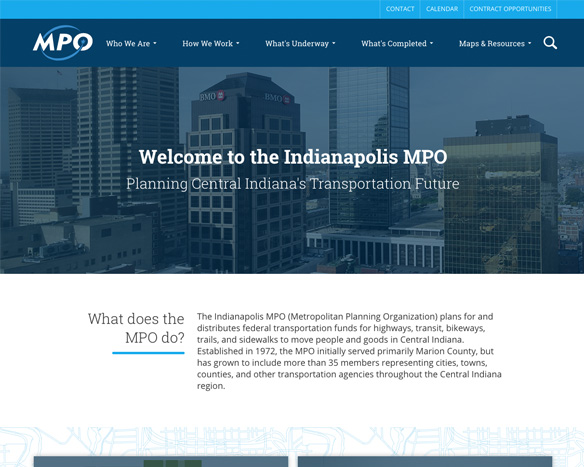 CONTACT CALENDAR CONTRACT OPPORTUNITIES
MPO Who We Are How We Work What's Underway What's Completed Maps & Resources
BMO BMO
Welcome to the Indianapolis MPO
Planning Central Indiana's Transportation Future
What does the
MPO do?
The Indianapolis MPO (Metropolitan Planning Organization) plans for and
distributes federal transportation funds for highways, transit, bikeways,
trails, and sidewalks to move people and goods in Central Indiana.
Established in 1972, the MPO initially served primarily Marion County, but
has grown to include more than 35 members representing cities, towns,
counties, and other transportation agencies throughout the Central Indiana
region.